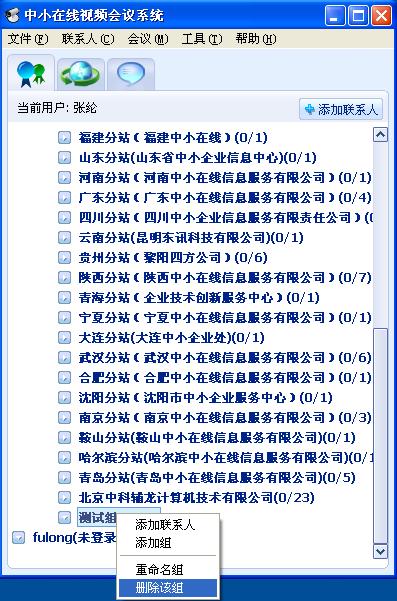 中小在线视频会议系统
文件(F) 联系人(C) 会议(M) 工具(T) 帮助(H)
当前用户: 张纶 添加联系人
福建分站(福建中小在线)(0/1)
山东分站(山东省中小企业信息中心)(0/1)
河南分站(河南中小在线信息服务有限公司)(0/1)
广东分站(广东中小在线信息服务有限公司)(0/4)
四川分站(四川中小企业信息服务有限责任公司)(0
云南分站(昆明东讯科技有限公司)(0/1)
贵州分站(黎阳四方公司)(0/6)
陕西分站(陕西中小在线信息服务有限公司)(0/7)
青海分站(企业技术创新服务中心)(0/1)
宁夏分站(宁夏中小在线信息服务有限公司)(0/1)
大连分站(大连中小企业处)(0/1)
武汉分站(武汉中小在线信息服务有限公司)(0/6)
合肥分站(合肥中小在线信息服务有限公司)(0/1)
沈阳分站(沈阳市中小企业服务中心)(0/1)
南京分站(南京中小在线信息服务有限公司)(0/3)
鞍山分站(鞍山中小在线信息服务有限公司)(0/1)
哈尔滨分站(哈尔滨中小在线信息服务有限公司)(0/1
青岛分站(青岛中小在线信息服务有限公司)(0/5)
北京中科辅龙计算机技术有限公司(0/23)
测试组
fulong(未登录
添加联系人
添加组
重命名组
删除该组